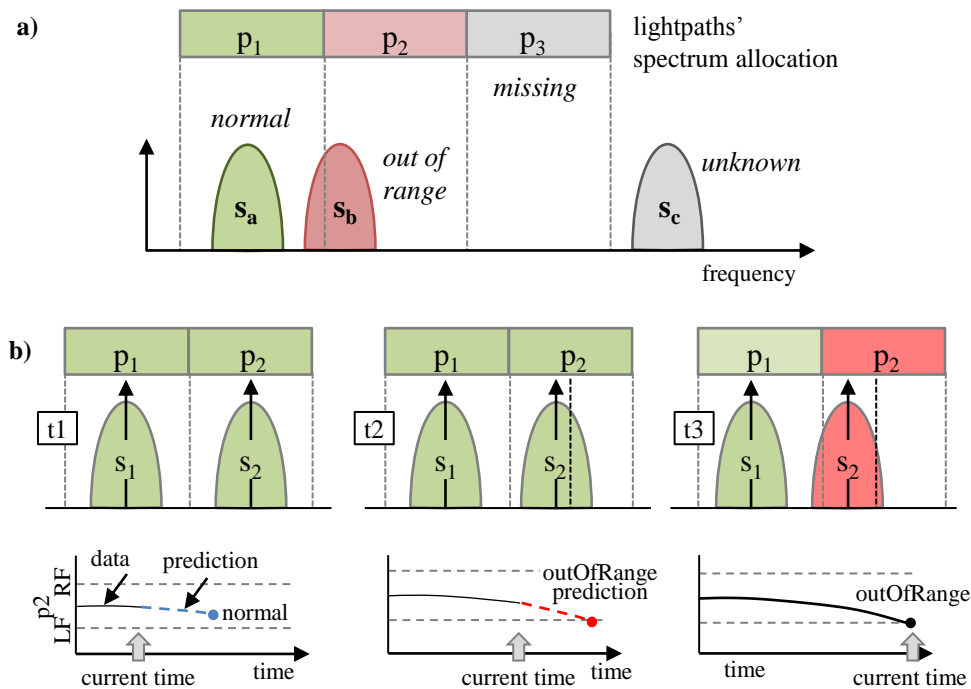 a)
p1 p2 p3
lightpaths’
spectrum allocation
missing
normal
out of
range
unknown
sa sb sc
frequency
b)
p1 p2
p1 p2
p1 p2
t1
s1 s2
t2
s1 s2
t3
s1 s2
data prediction
LF p2 RF
normal
current time
time
outOfRange
prediction
current time
time
outOfRange
time
current time